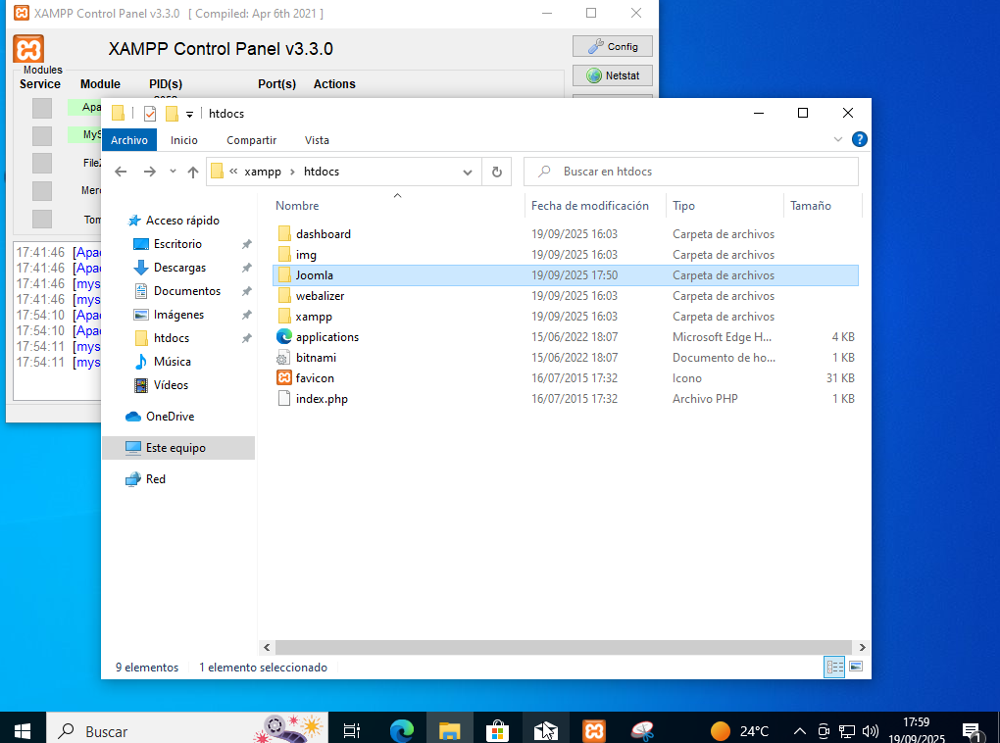 XAMPP Control Panel v3.3.0 [ Compiled: Apr 6th 2021 ]
XAMPP Control Panel v3.3.0
Config
Modules
Service Module PID(s) Port(s) Actions
Netstat
Apa
MyS
FileZ
Merc
Tom
17:41:46 [Apac
17:41:46 [Apac
17:41:46 [mys
17:41:46 [mys
17:54:10 [Apac
17:54:10 [Apac
17:54:11 [mys
17:54:11 [mys
htdocs
Archivo Inicio Compartir Vista
« xampp › htdocs
Buscar en htdocs
Nombre Fecha de modificación Tipo Tamaño
Acceso rápido
Escritorio
Descargas
Documentos
Imágenes
htdocs
Música
Vídeos
OneDrive
Este equipo
Red
dashboard 19/09/2025 16:03 Carpeta de archivos
img 19/09/2025 16:03 Carpeta de archivos
Joomla 19/09/2025 17:50 Carpeta de archivos
webalizer 19/09/2025 16:03 Carpeta de archivos
xampp 19/09/2025 16:03 Carpeta de archivos
applications 15/06/2022 18:07 Microsoft Edge H... 4 KB
bitnami 15/06/2022 18:07 Documento de ho... 1 KB
favicon 16/07/2015 17:32 Icono 31 KB
index.php 16/07/2015 17:32 Archivo PHP 1 KB
9 elementos 1 elemento seleccionado
Buscar
24°C
17:59
19/09/2025
1